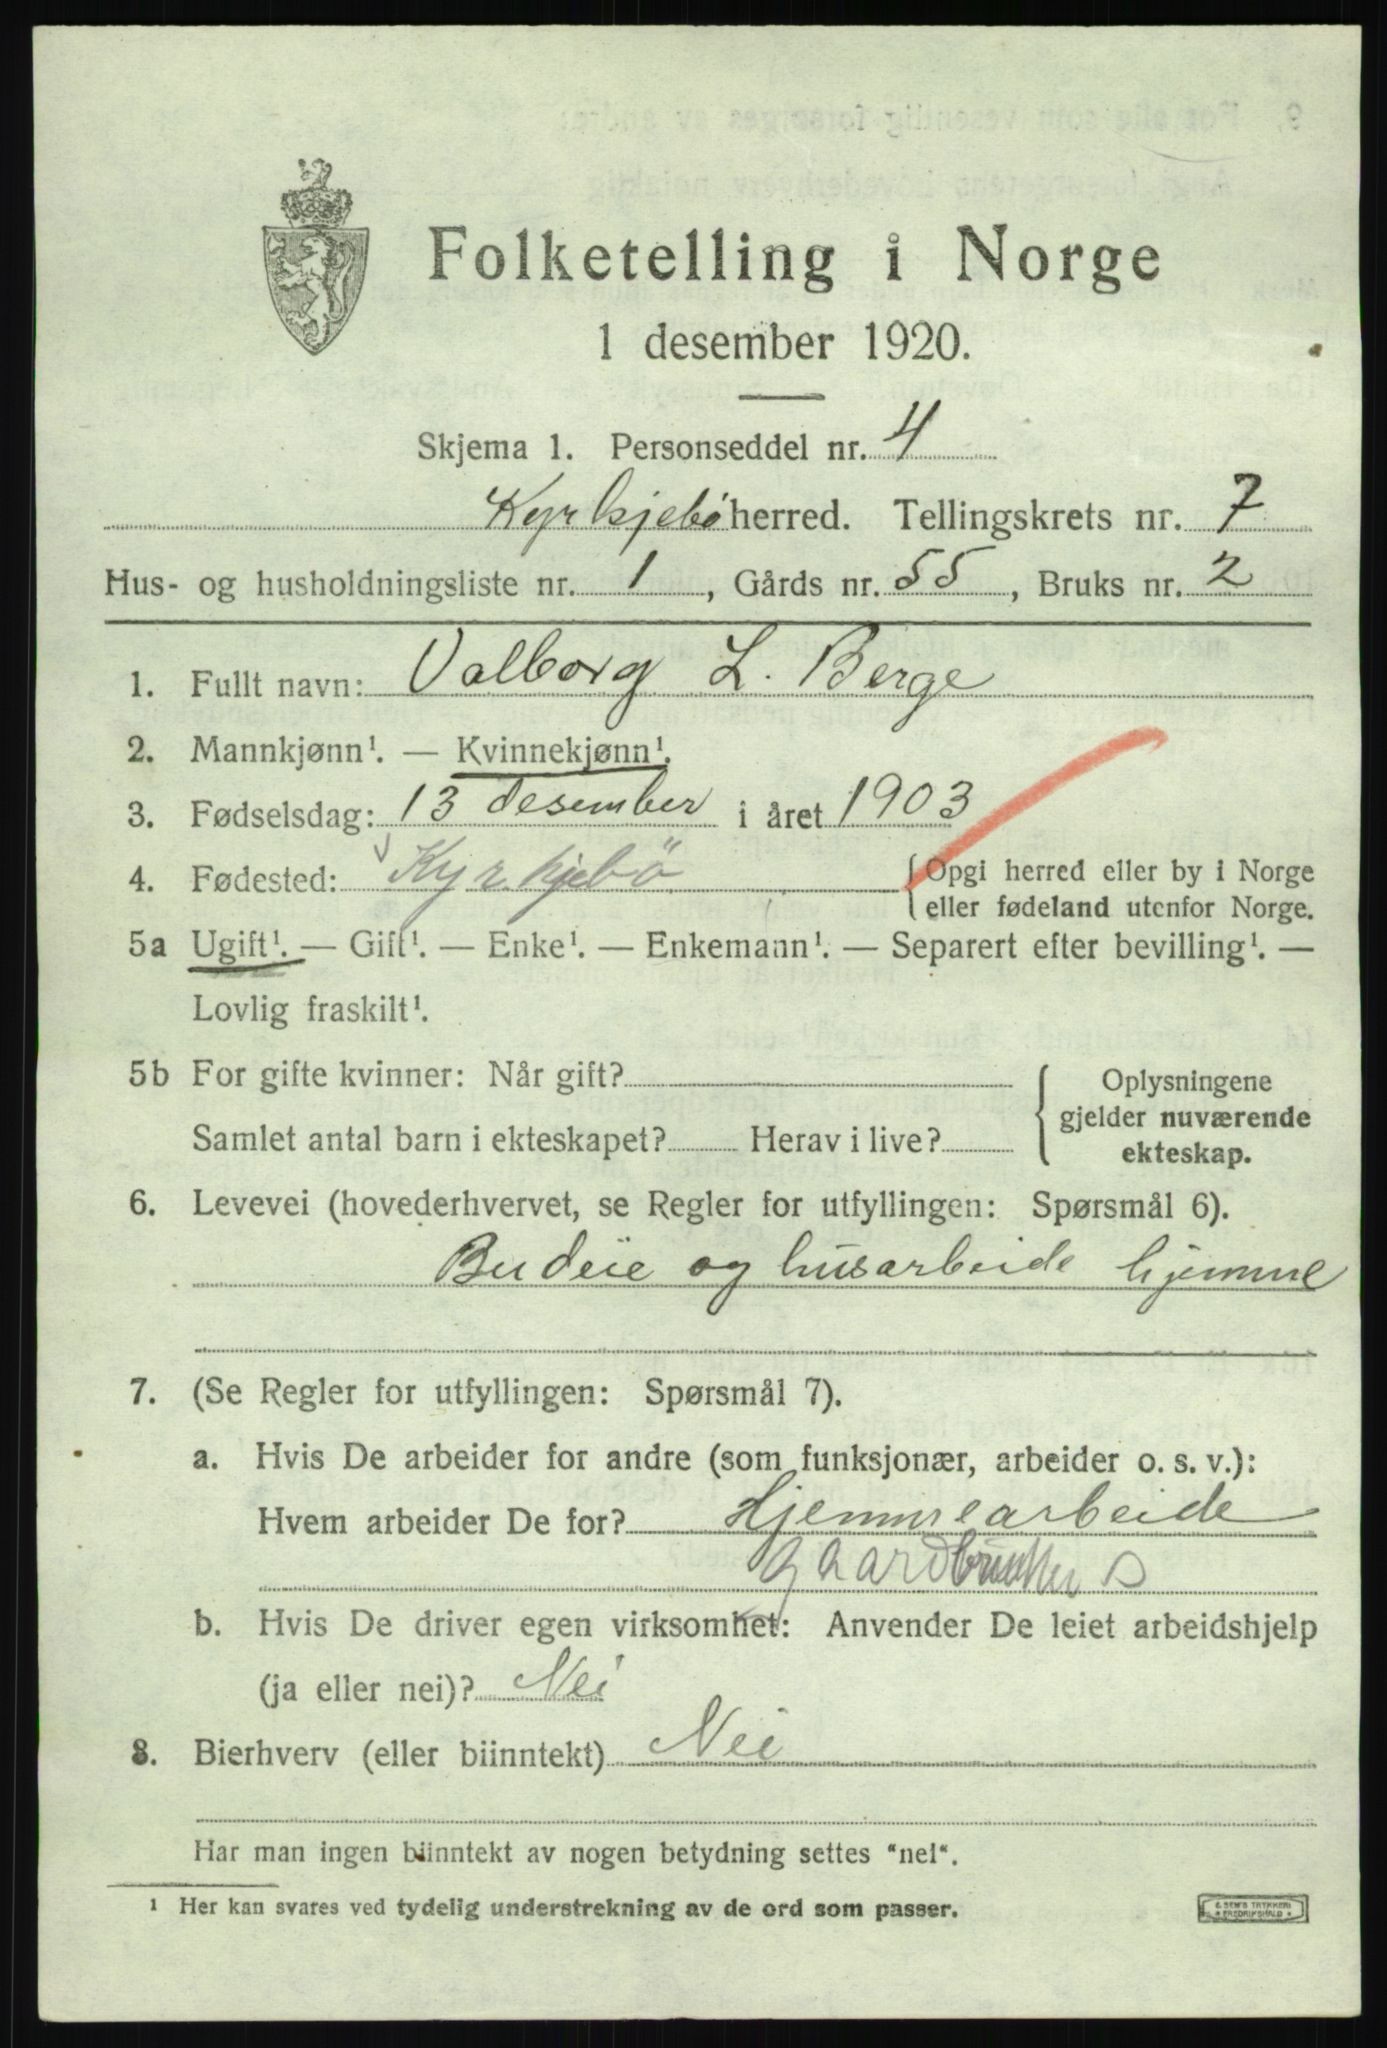 Folketelling i Norge
1 desember 1920.
Skjema 1. Personseddel nr. 4
Kyrkjebö herred. Tellingskrets nr. 7
Hus- og husholdningsliste nr. 1, Gårds nr. 55, Bruks nr. 2
1. Fullt navn: Valborg L. Berge
2. Mannkjønn¹. — Kvinnekjønn¹.
3. Fødselsdag: 13 desember i året 1903
4. Fødested: Kyrkjebö { Opgi herred eller by i Norge
eller fødeland utenfor Norge.
5a Ugift¹. — Gift¹. — Enke¹. — Enkemann¹. — Separert efter bevilling¹. —
Lovlig fraskilt¹.
5b For gifte kvinner: Når gift? { Oplysningene
gjelder nuværende
Samlet antal barn i ekteskapet? Herav i live?
ekteskap.
6. Levevei (hovederhvervet, se Regler for utfyllingen: Spørsmål 6).
Budeie og husarbeide hjemme
7. (Se Regler for utfyllingen: Spørsmål 7).
a. Hvis De arbeider for andre (som funksjonær, arbeider o. s. v.):
Hvem arbeider De for? Hjemmearbeide
b. Hvis De driver egen virksomhet: Anvender De leiet arbeidshjelp
(ja eller nei)? Nei
8. Bierhverv (eller biinntekt) Nei
Har man ingen biinntekt av nogen betydning settes "nei".
¹ Her kan svares ved tydelig understrekning av de ord som passer.